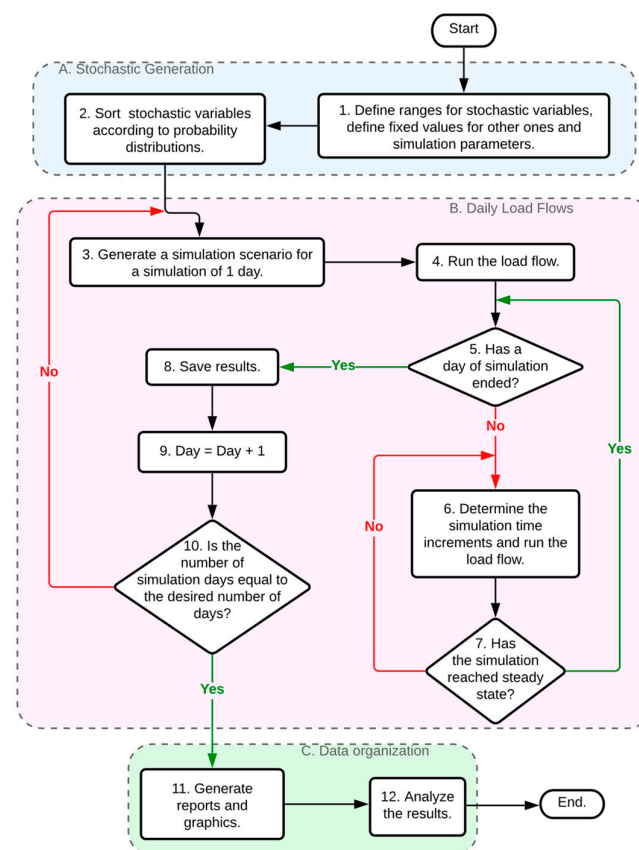 Start
A. Stochastic Generation
1. Define ranges for stochastic variables,
define fixed values for other ones and
simulation parameters.
2. Sort stochastic variables
according to probability
distributions.
B. Daily Load Flows
3. Generate a simulation scenario for
a simulation of 1 day.
4. Run the load flow.
5. Has a
day of simulation
ended?
Yes
8. Save results.
No
No
Yes
9. Day = Day + 1
6. Determine the
simulation time
increments and run the
load flow.
No
10. Is the
number of
simulation days equal to
the desired number of
days?
7. Has
the simulation
reached steady
state?
Yes
C. Data organization
11. Generate
reports and
graphics.
12. Analyze
the results.
End.